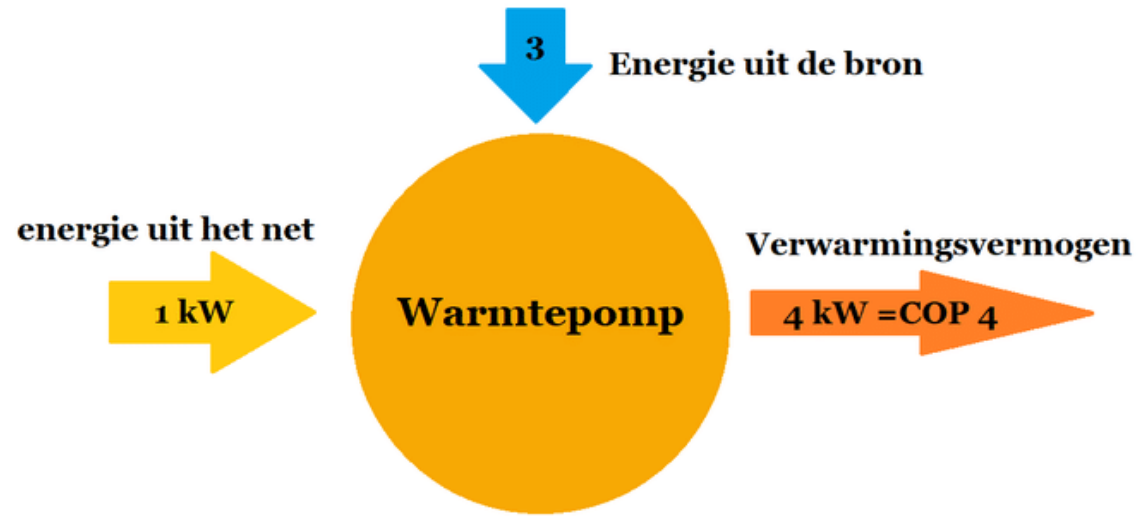 3
Energie uit de bron
energie uit het net
1 kW
Warmtepomp
Verwarmingsvermogen
4 kW =COP 4